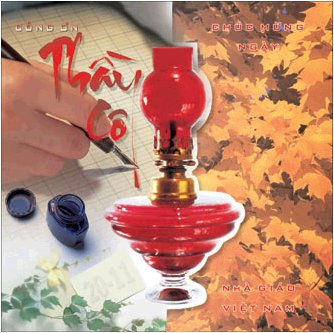 CÔNG ƠN
Thầy
Cô
CHÚC MỪNG
NGÀY
20-11
NHÀ GIÁO
VIỆT NAM